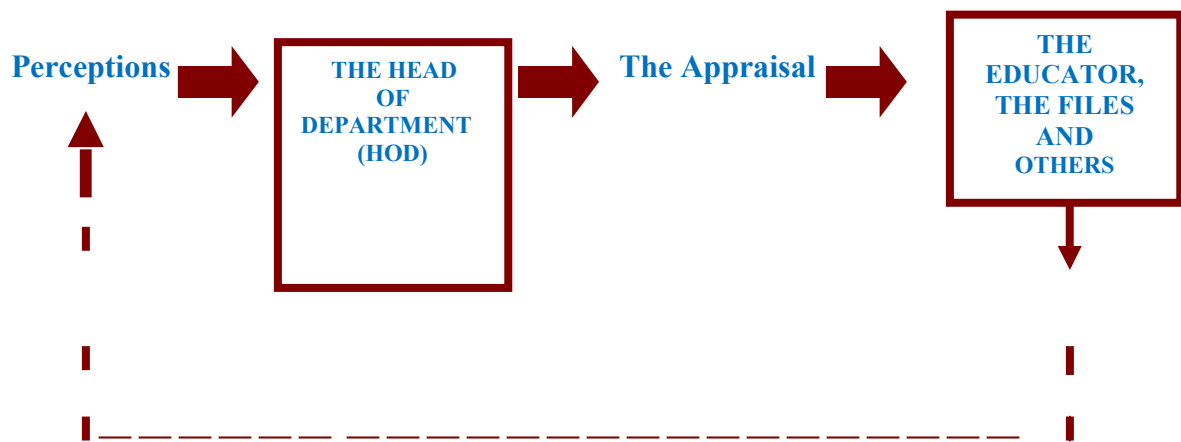 Perceptions
THE HEAD
OF
DEPARTMENT
(HOD)
The Appraisal
THE
EDUCATOR,
THE FILES
AND
OTHERS